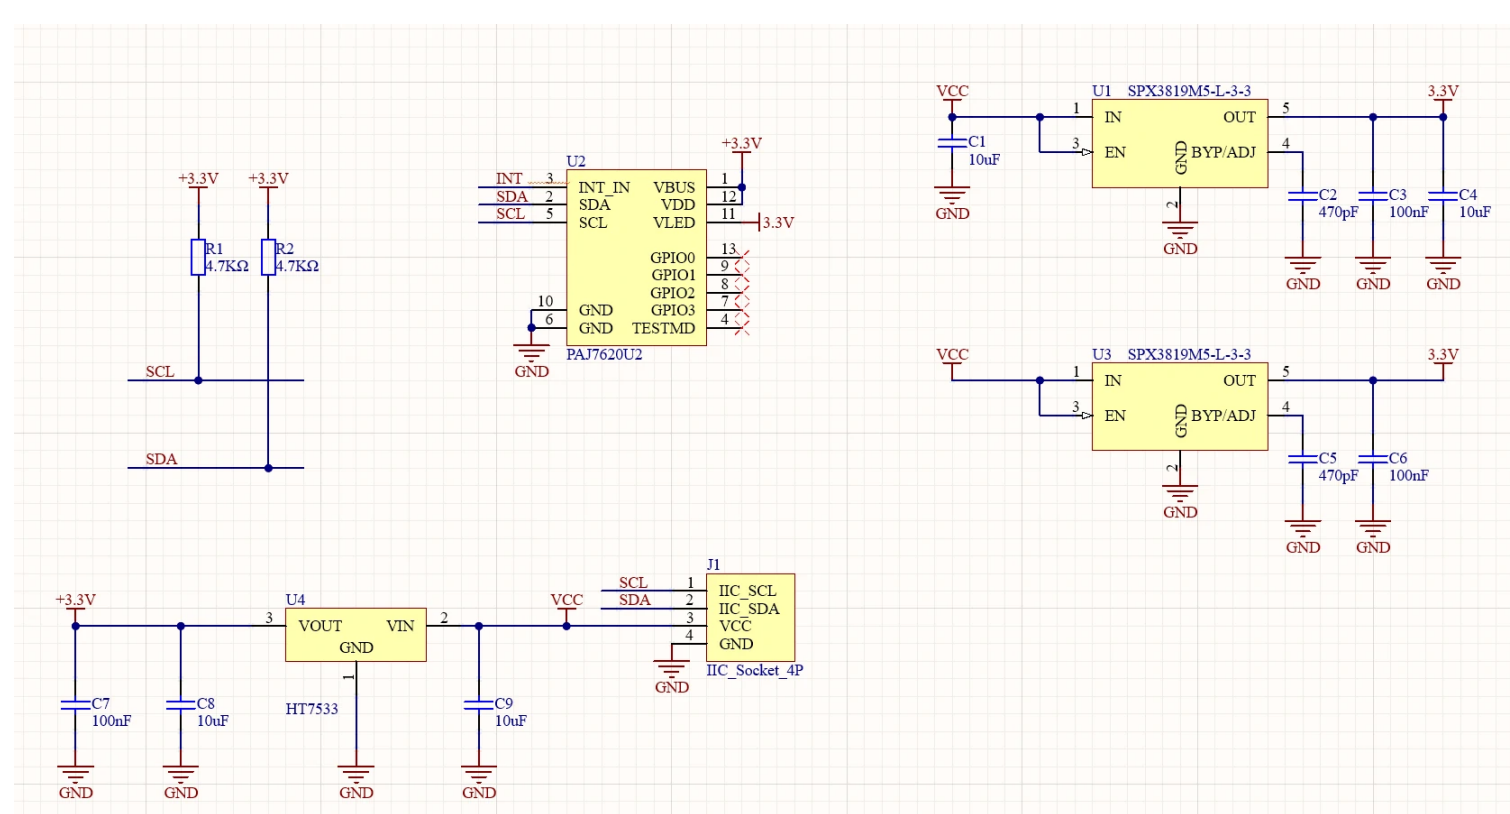 +3.3V
+3.3V
R1
4.7KΩ
R2
4.7KΩ
SCL
SDA
U2
INT 3 INT_IN
SDA 2 SDA
SCL 5 SCL
10 GND
6 GND
GND
VBUS 1
VDD 12
VLED 11
+3.3V
3.3V
GPIO0 13
GPIO1 9
GPIO2 8
GPIO3 7
TESTMD 4
PAJ7620U2
VCC
C1
10uF
GND
U1 SPX3819M5-L-3-3
1 IN
3 EN
GND
2
GND
OUT 5
BYP/ADJ 4
3.3V
C2
470pF
GND
C3
100nF
GND
C4
10uF
GND
VCC
U3 SPX3819M5-L-3-3
1 IN
3 EN
GND
2
GND
OUT 5
BYP/ADJ 4
3.3V
C5
470pF
GND
C6
100nF
GND
+3.3V
C7
100nF
GND
C8
10uF
GND
U4
3 VOUT
VIN 2
GND
1
HT7533
GND
C9
10uF
GND
VCC
J1
SCL 1 IIC_SCL
SDA 2 IIC_SDA
3 VCC
4 GND
GND
IIC_Socket_4P